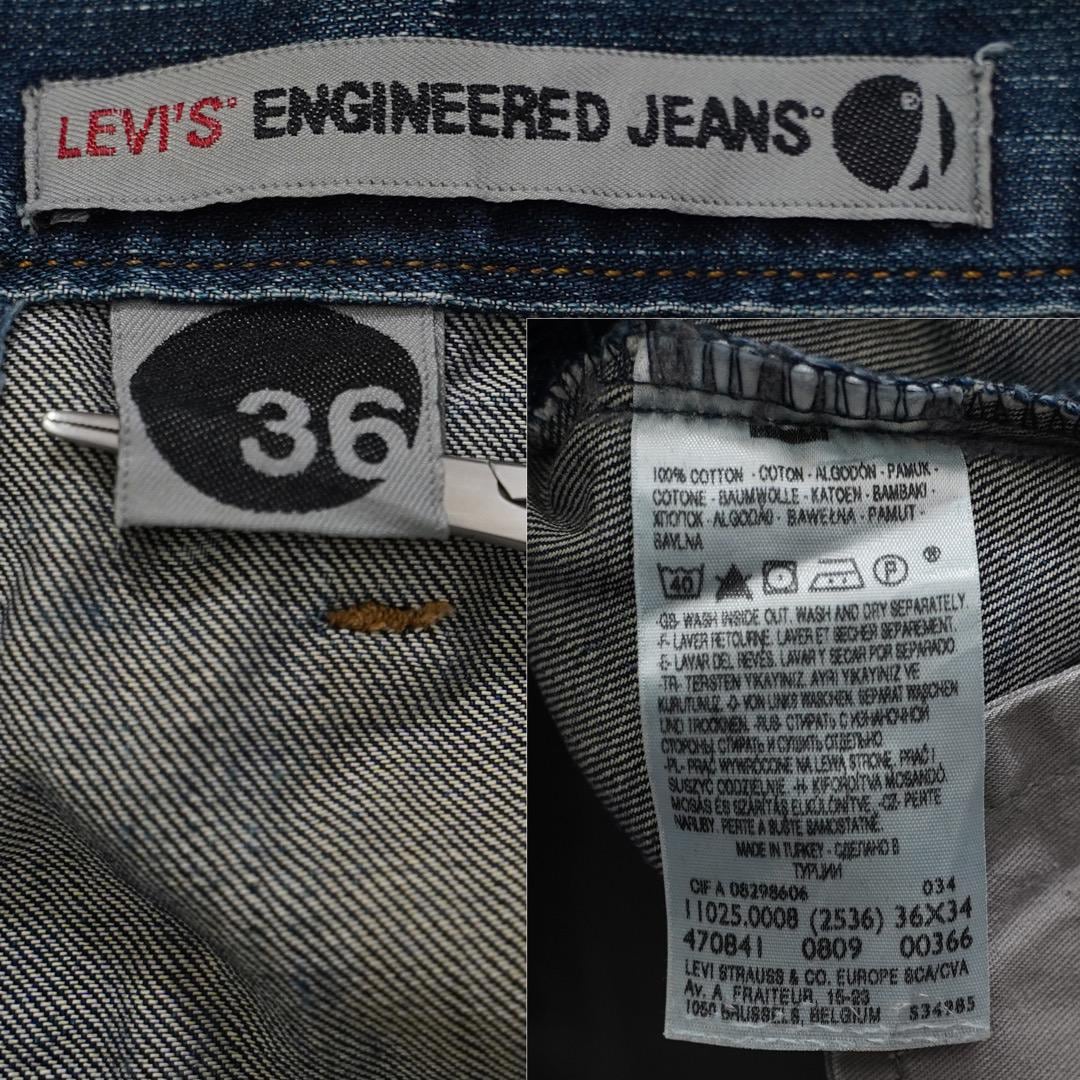 LEVI'S® ENGINEERED JEANS®
36
100% COTTON - COTON - ALGODÓN - PAMUK -
COTONE - BAUMWOLLE - KATOEN - BAMBAKI -
ХЛОПОК - ALGODÃO - BAWEŁNA - PAMUT -
BAVLNA
40 P ®
-GB- WASH INSIDE OUT. WASH AND DRY SEPARATELY.
-F- LAVER RETOURNE. LAVER ET SECHER SEPAREMENT.
-E- LAVAR DEL REVÉS. LAVAR Y SECAR POR SEPARADO
-TR- TERSTEN YIKAYINIZ. AYRI YIKAYINIZ VE
KURUTUNUZ. -D- VON LINKS WASCHEN. SEPARAT WASCHEN
UND TROCKNEN. -RUS- СТИРАТЬ С ИЗНАНОЧНОЙ
СТОРОНЫ. СТИРАТЬ И СУШИТЬ ОТДЕЛЬНО
-PL- PRAĆ WYWRÓCONE NA LEWĄ STRONĘ, PRAĆ I
SUSZYĆ ODDZIELNIE. -H- KIFORDÍTVA MOSANDÓ.
MOSÁS ÉS SZÁRÍTÁS ELKÜLÖNÍTVE. -CZ- PERTE
NARUBY. PERTE A SUŠTE SAMOSTATNĚ.
MADE IN TURKEY - СДЕЛАНО В
ТУРЦИИ
CIF A 08298606 034
11025.0008 (2536) 36X34
470841 0809 00366
LEVI STRAUSS & CO. EUROPE SCA/CVA
Av. A. FRAITEUR, 15-23
1050 BRUSSELS, BELGIUM S34985